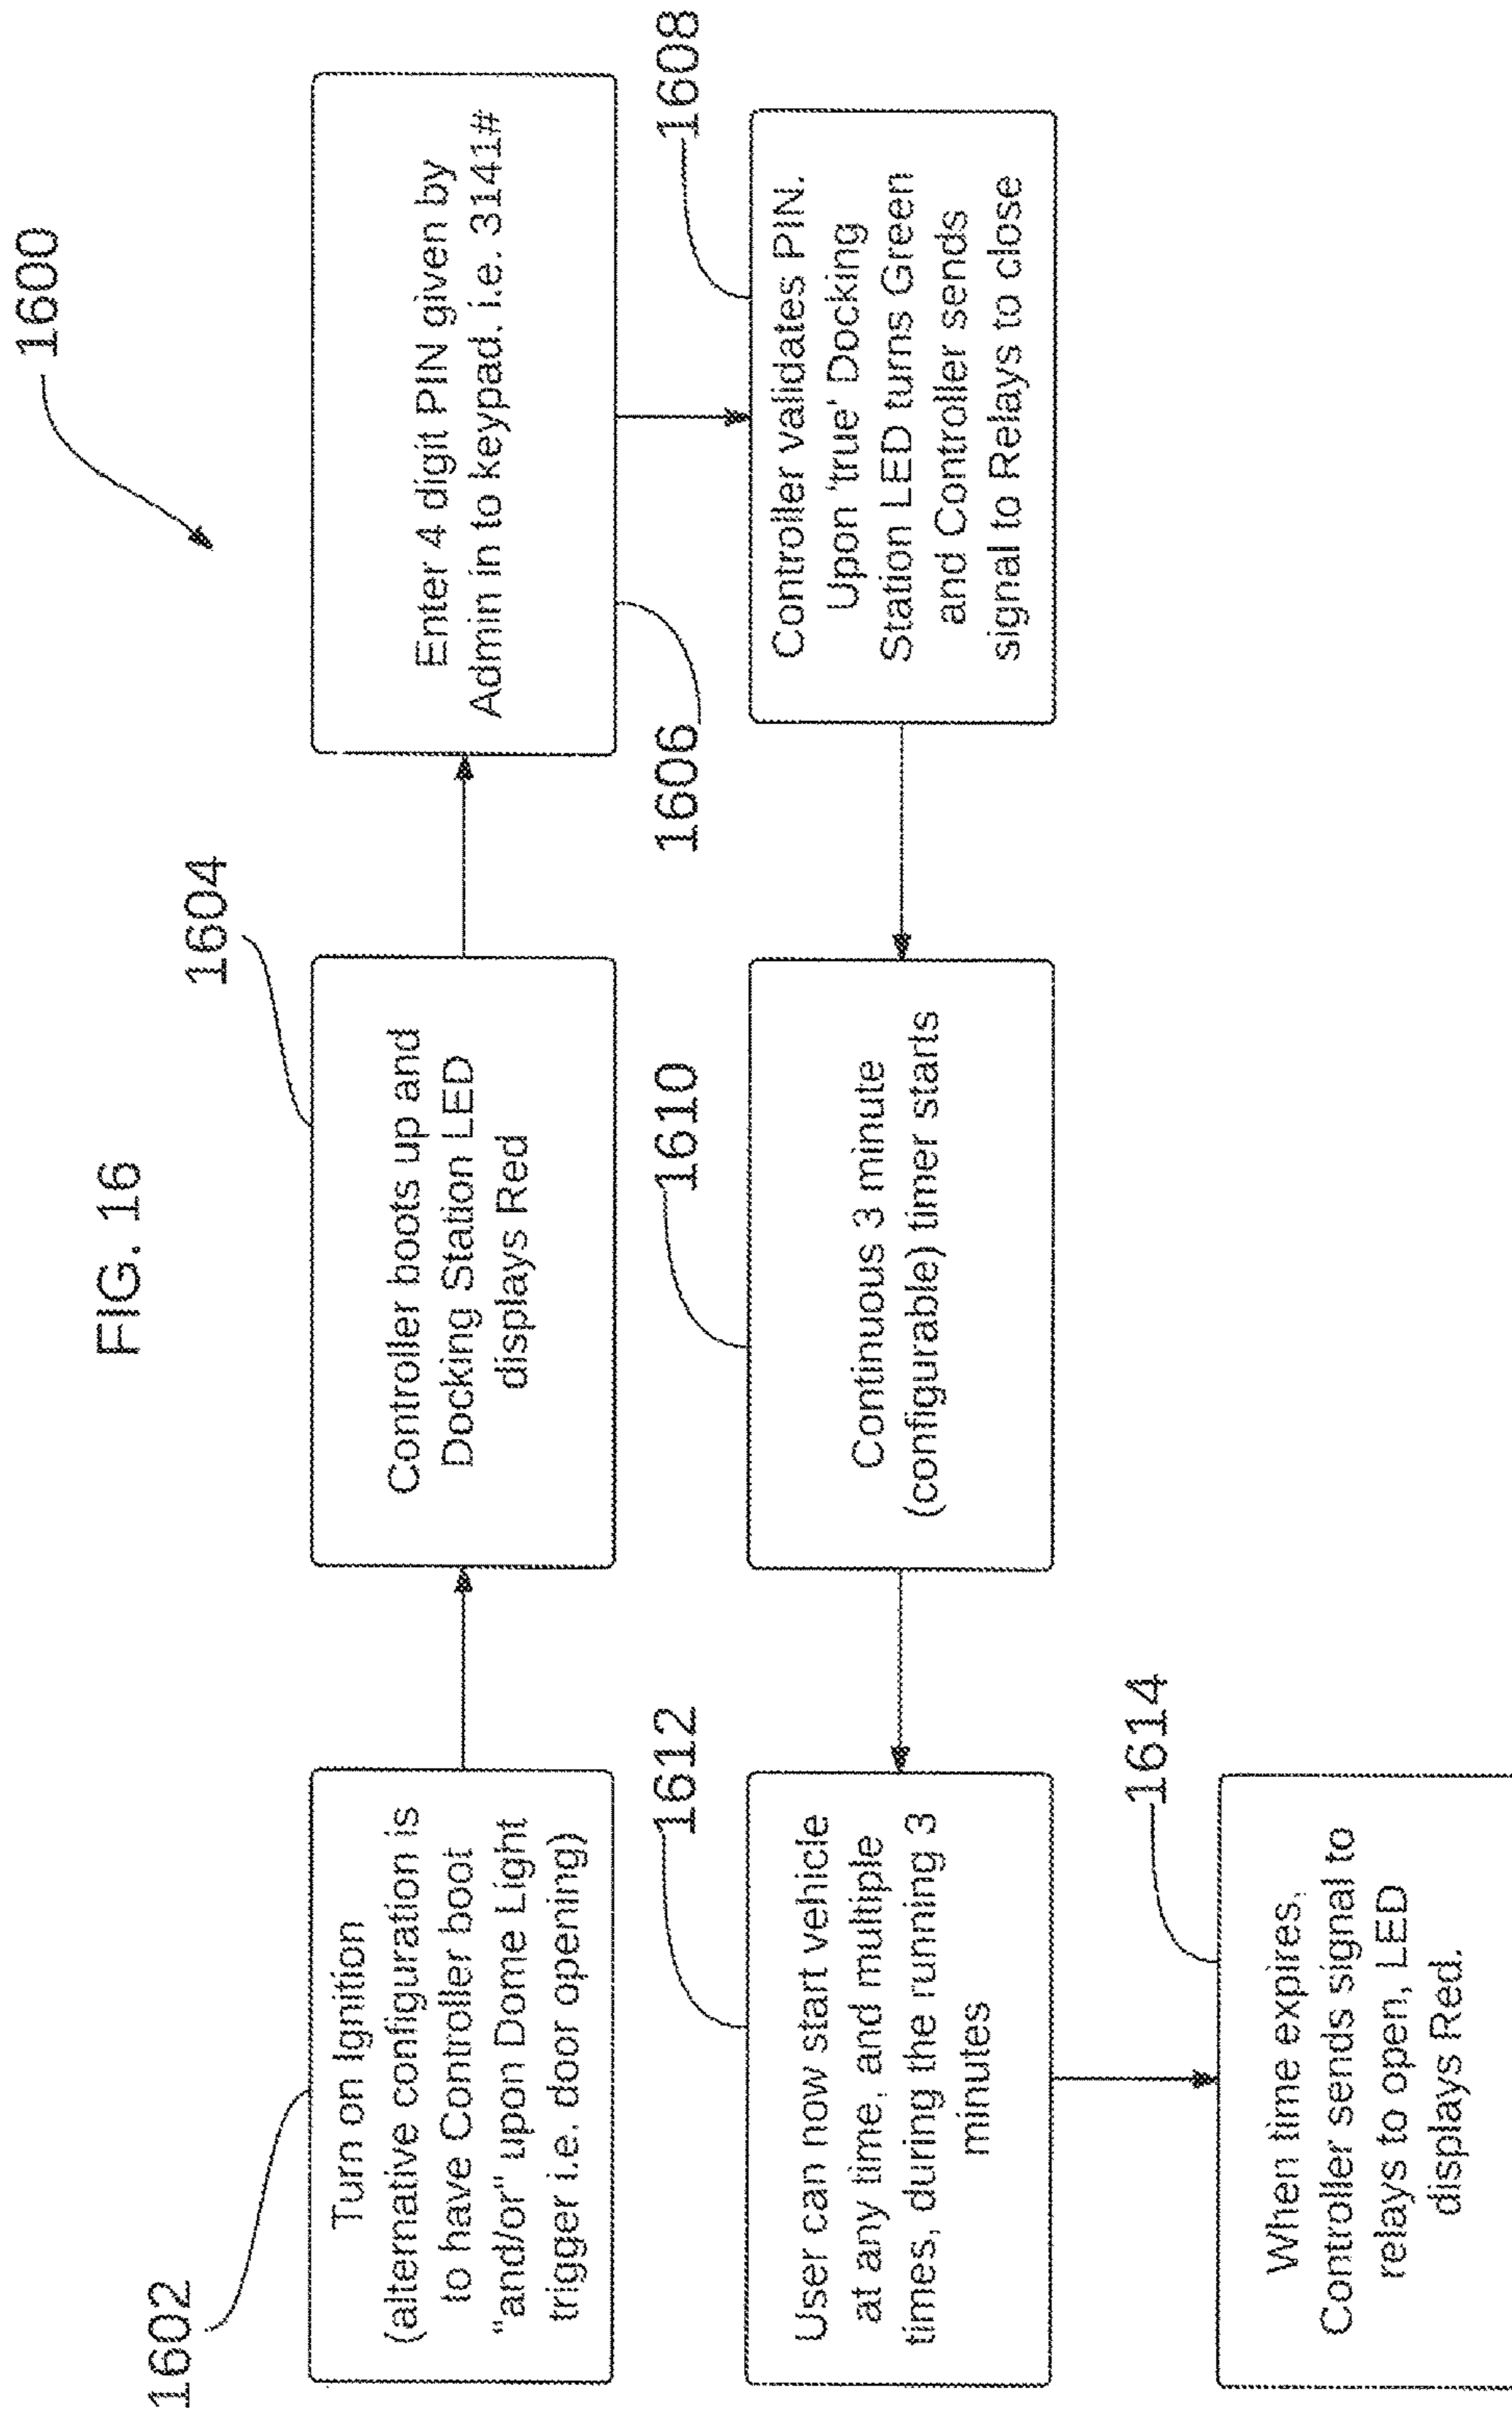 FIG. 16
1600
1602
Turn on Ignition
(alternative configuration is
to have Controller boot
"and/or" upon Dome Light
trigger i.e. door opening)
1604
Controller boots up and
Docking Station LED
displays Red
1606
Enter 4 digit PIN given by
Admin in to keypad. i.e. 3141#
1608
Controller validates PIN.
Upon 'true' Docking
Station LED turns Green
and Controller sends
signal to Relays to close
1610
Continuous 3 minute
(configurable) timer starts
1612
User can now start vehicle
at any time, and multiple
times, during the running 3
minutes
1614
When time expires,
Controller sends signal to
relays to open, LED
displays Red.